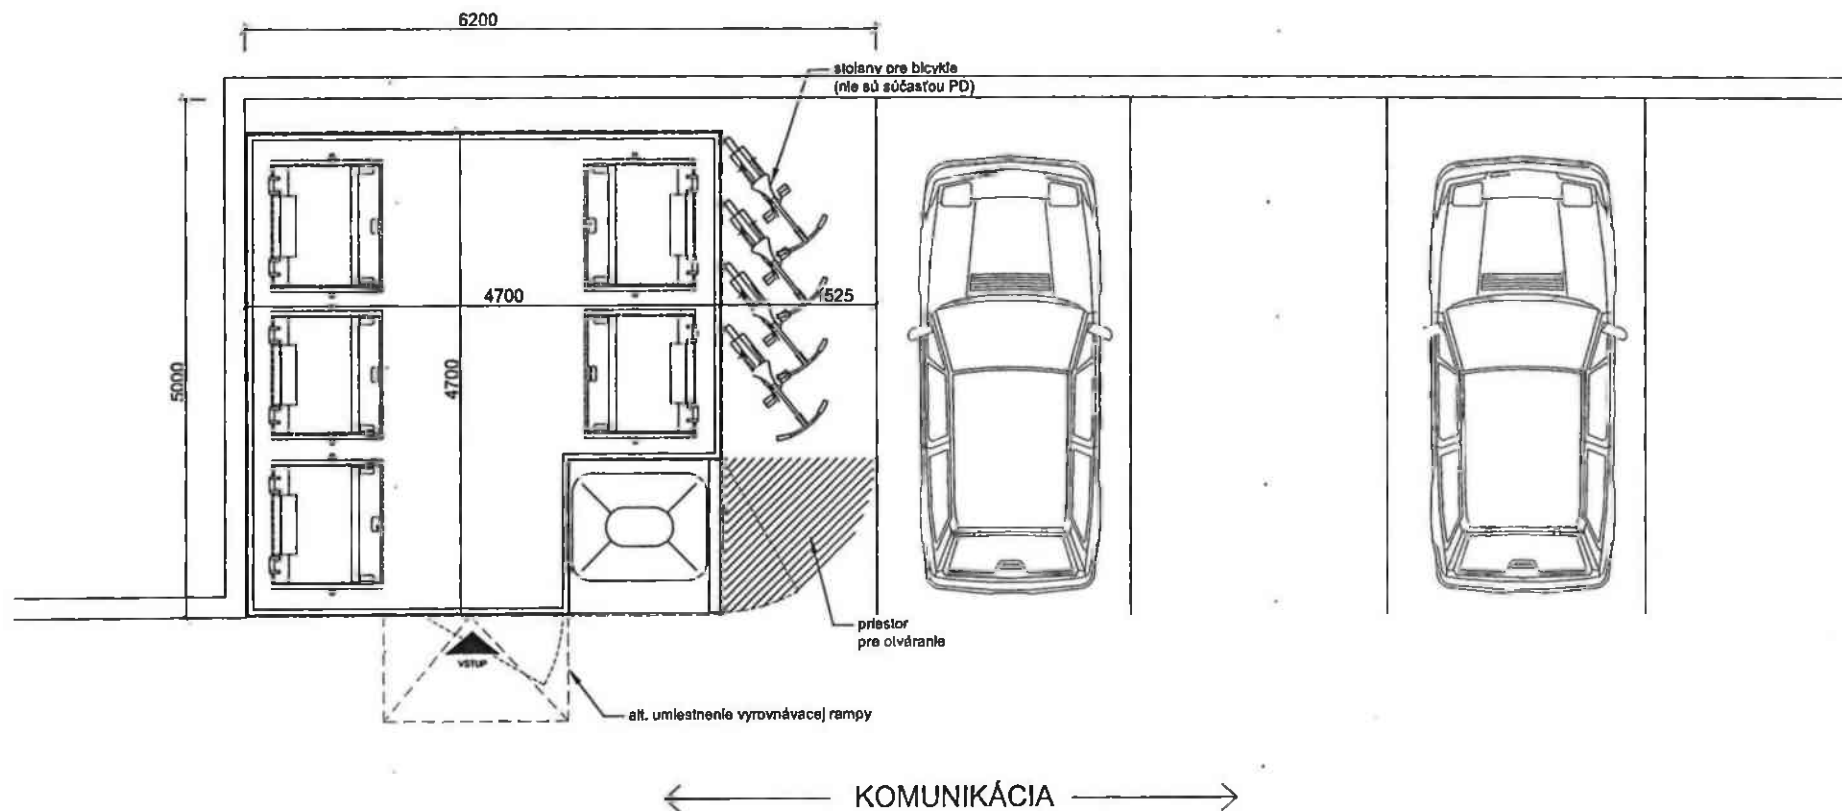 6200
stojany pre bicykle
(nie sú súčasťou PD)
4700
1525
5000
4700
priestor
pre otváranie
VSTUP
alt. umiestnenie vyrovnávacej rampy
KOMUNIKÁCIA